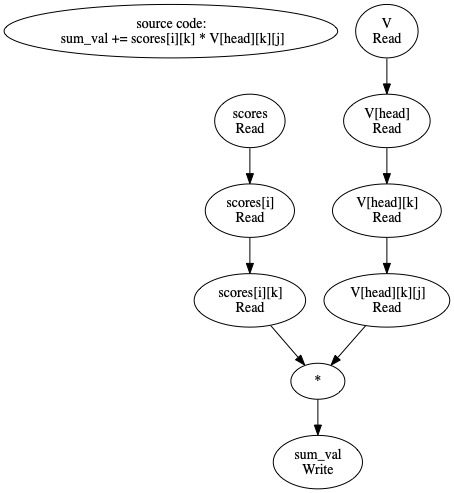 source code:
sum_val += scores[i][k] * V[head][k][j]
V
Read
scores
Read
V[head]
Read
scores[i]
Read
V[head][k]
Read
scores[i][k]
Read
V[head][k][j]
Read
*
sum_val
Write